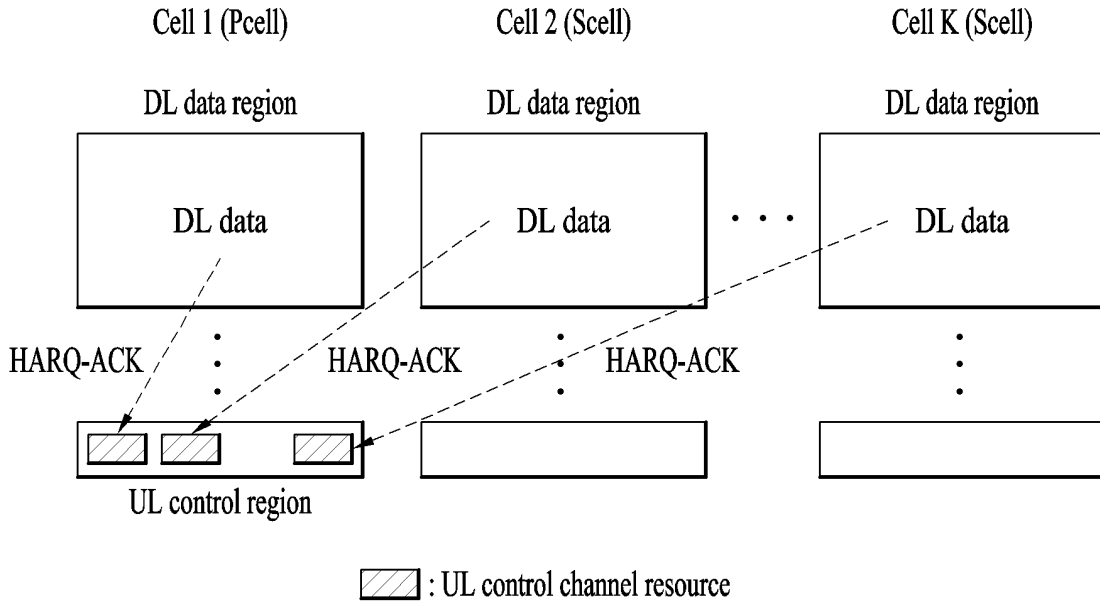 Cell 1 (Pcell)
Cell 2 (Scell)
Cell K (Scell)
DL data region
DL data region
DL data region
DL data
DL data
DL data
HARQ-ACK
HARQ-ACK
HARQ-ACK
UL control region
: UL control channel resource